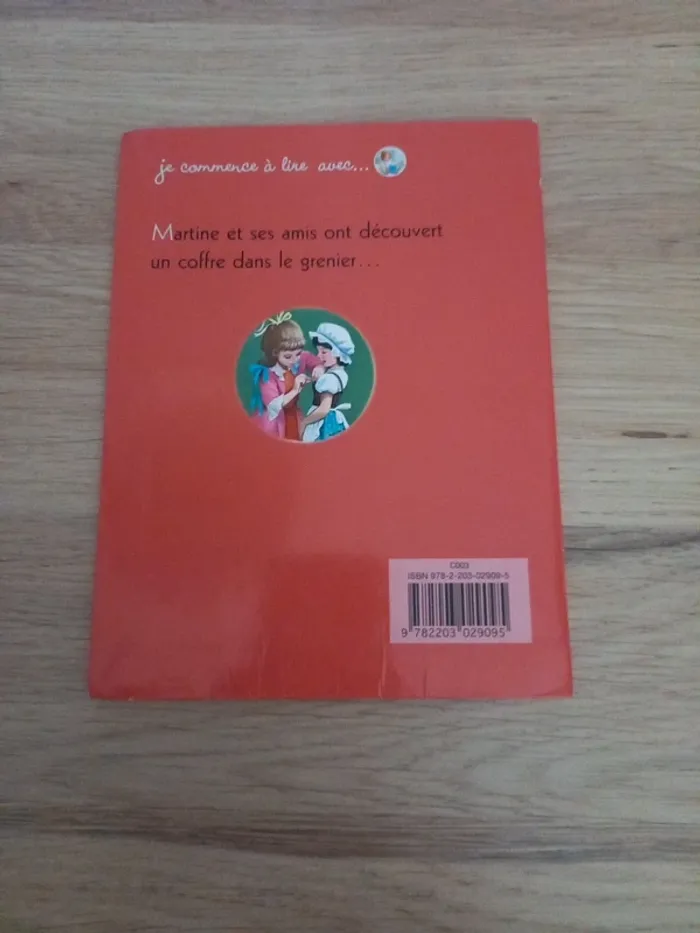 je commence à lire avec...
Martine et ses amis ont découvert
un coffre dans le grenier...
C003
ISBN 978-2-203-02909-5
9 782203 029095